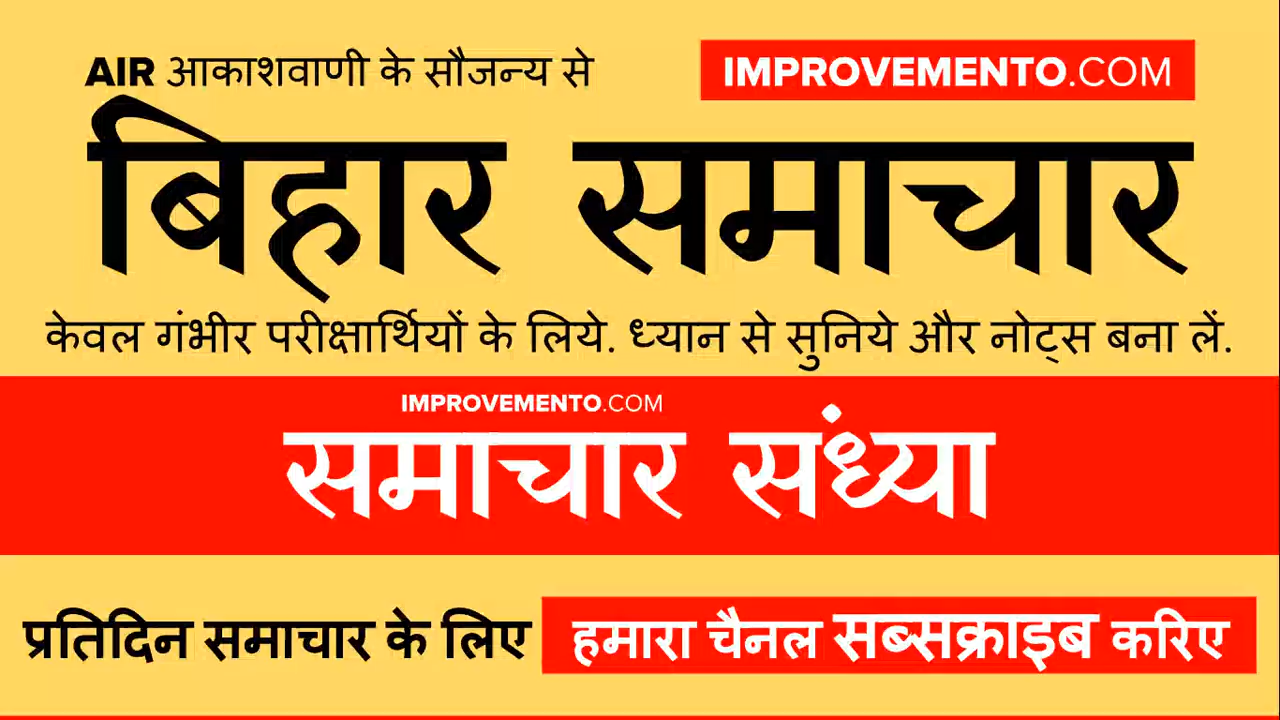 AIR आकाशवाणी के सौजन्य से
IMPROVEMENTO.COM
बिहार समाचार
केवल गंभीर परीक्षार्थियों के लिये. ध्यान से सुनिये और नोट्स बना लें.
IMPROVEMENTO.COM
समाचार संध्या
प्रतिदिन समाचार के लिए
हमारा चैनल सब्सक्राइब करिए